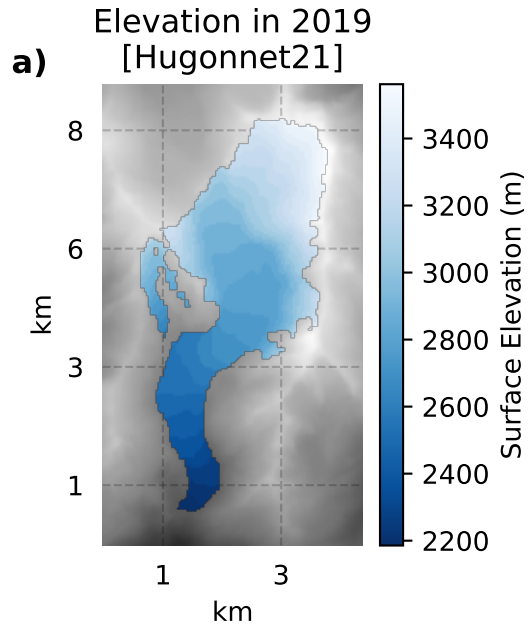 Elevation in 2019
[Hugonnet21]
a)
8
6
3
1
km
1
3
km
3400
3200
3000
2800
2600
2400
2200
Surface Elevation (m)